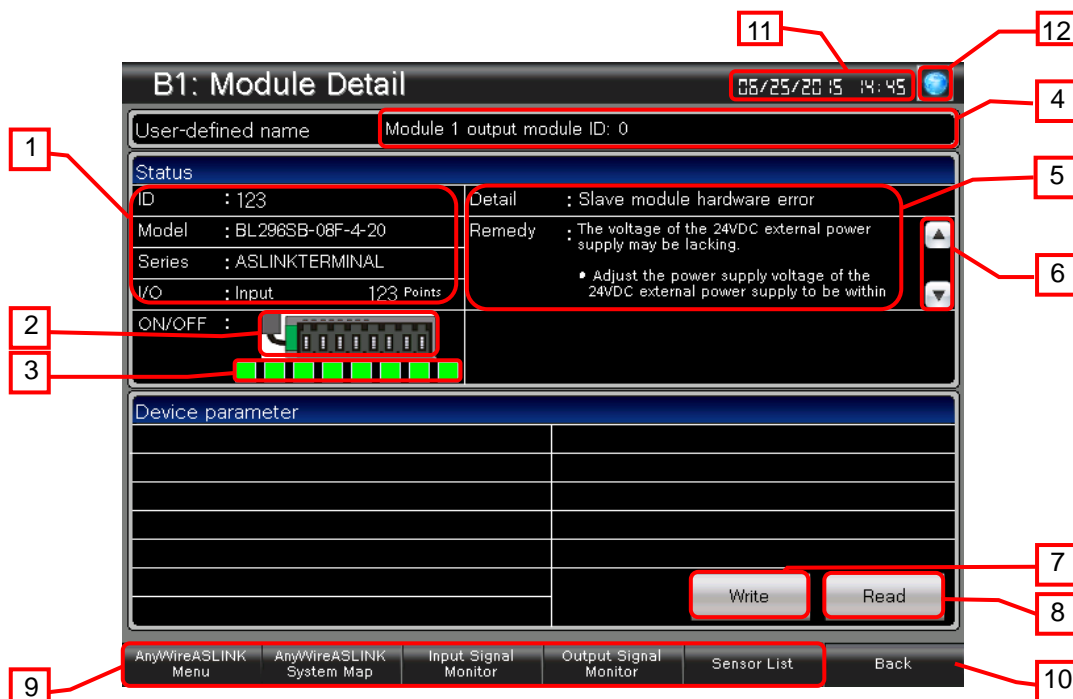 11
12
B1: Module Detail
06/25/2015 14:45
4
User-defined name Module 1 output module ID: 0
1
Status
5
ID : 123
Detail : Slave module hardware error
Model : BL296SB-08F-4-20
Remedy : The voltage of the 24VDC external power
supply may be lacking.
Series : ASLINKTERMINAL
• Adjust the power supply voltage of the
24VDC external power supply to be within
6
I/O : Input 123 Points
2
ON/OFF :
3
Device parameter
7
Write
Read
8
AnyWireASLINK
Menu
AnyWireASLINK
System Map
Input Signal
Monitor
Output Signal
Monitor
Sensor List
Back
9
10